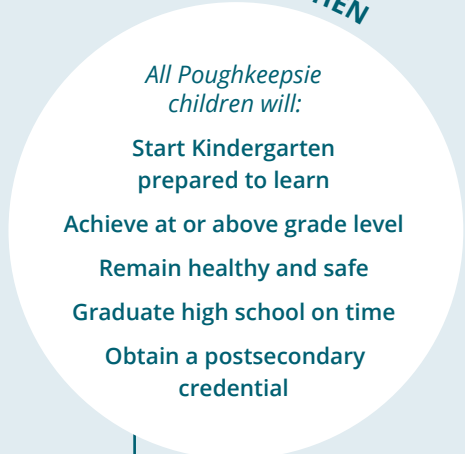 All Poughkeepsie
children will:
Start Kindergarten
prepared to learn
Achieve at or above grade level
Remain healthy and safe
Graduate high school on time
Obtain a postsecondary
credential